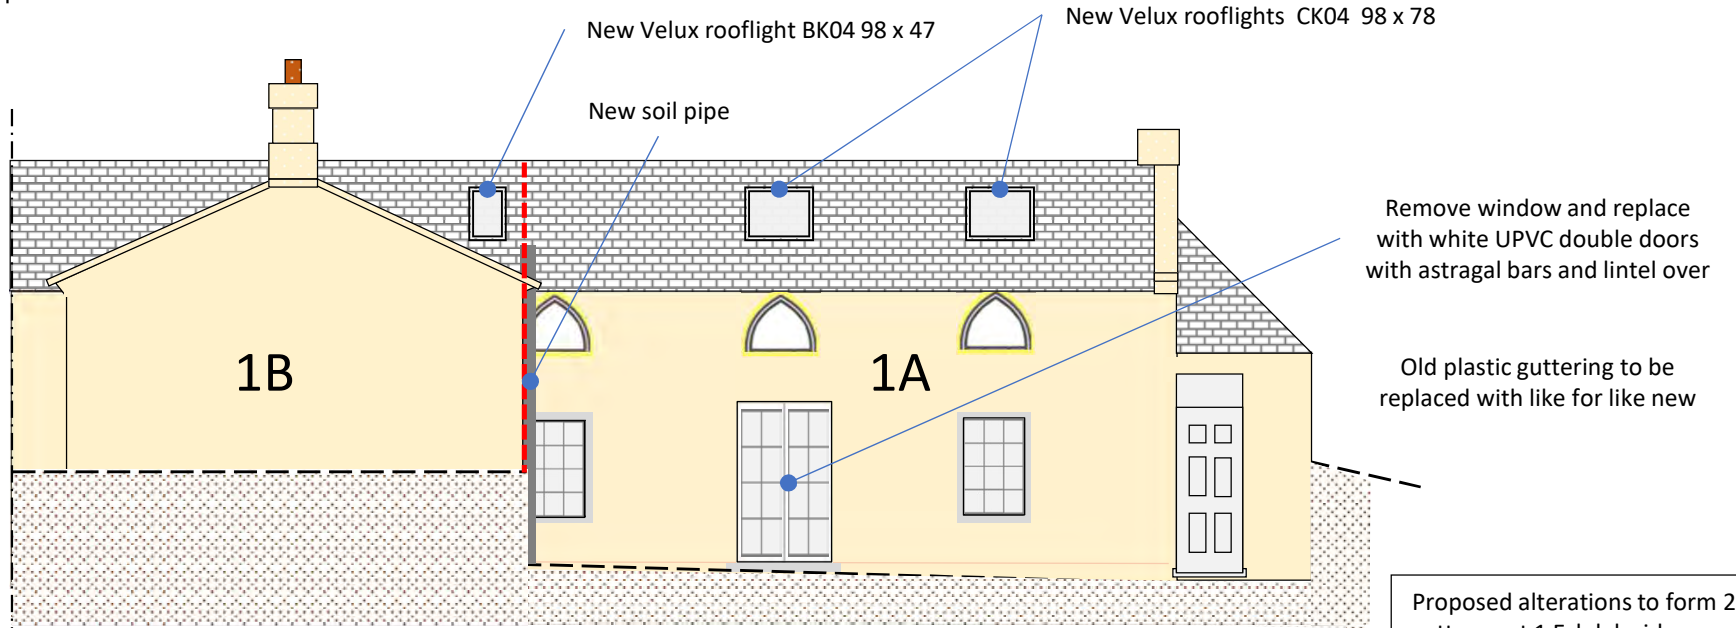 New Velux rooflight BK04 98 x 47
New Velux rooflights CK04 98 x 78
New soil pipe
Remove window and replace
with white UPVC double doors
with astragal bars and lintel over
1B
1A
Old plastic guttering to be
replaced with like for like new
Proposed alterations to form 2